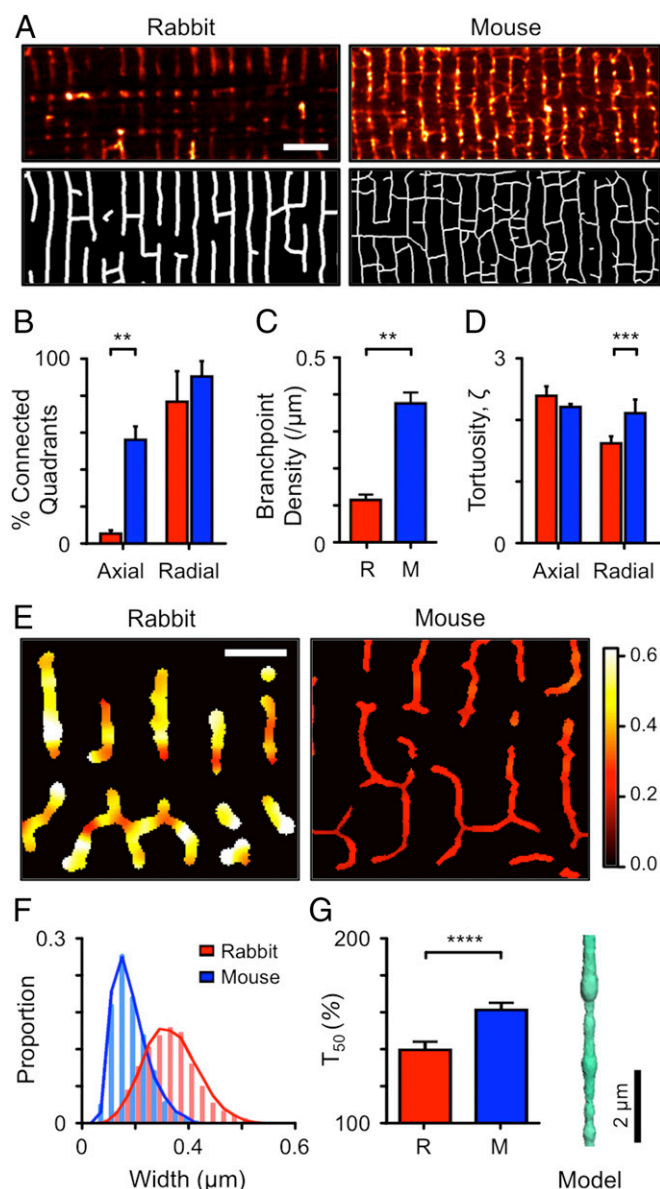 A
Rabbit
Mouse
B
**
100
0
% Connected
Quadrants
Axial
Radial
C
**
0.5
0
Branchpoint
Density (/μm)
R
M
D
***
3
0
Tortuosity, ζ
Axial
Radial
E
Rabbit
Mouse
0.6
0.4
0.2
0.0
F
0.3
0
Proportion
Rabbit
Mouse
0
0.4
0.6
Width (μm)
G
****
200
100
T50 (%)
R
M
2 μm
Model